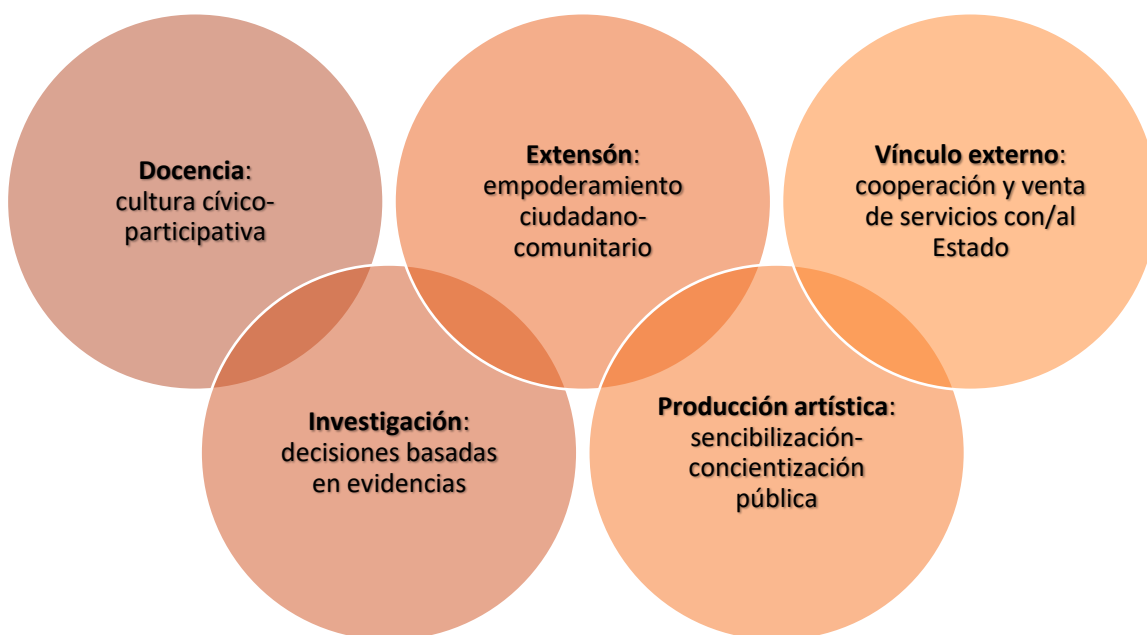 Docencia:
cultura cívico-
participativa
Extensón:
empoderamiento
ciudadano-
comunitario
Vínculo externo:
cooperación y venta
de servicios con/al
Estado
Investigación:
decisiones basadas
en evidencias
Producción artística:
sencibilización-
concientización
pública